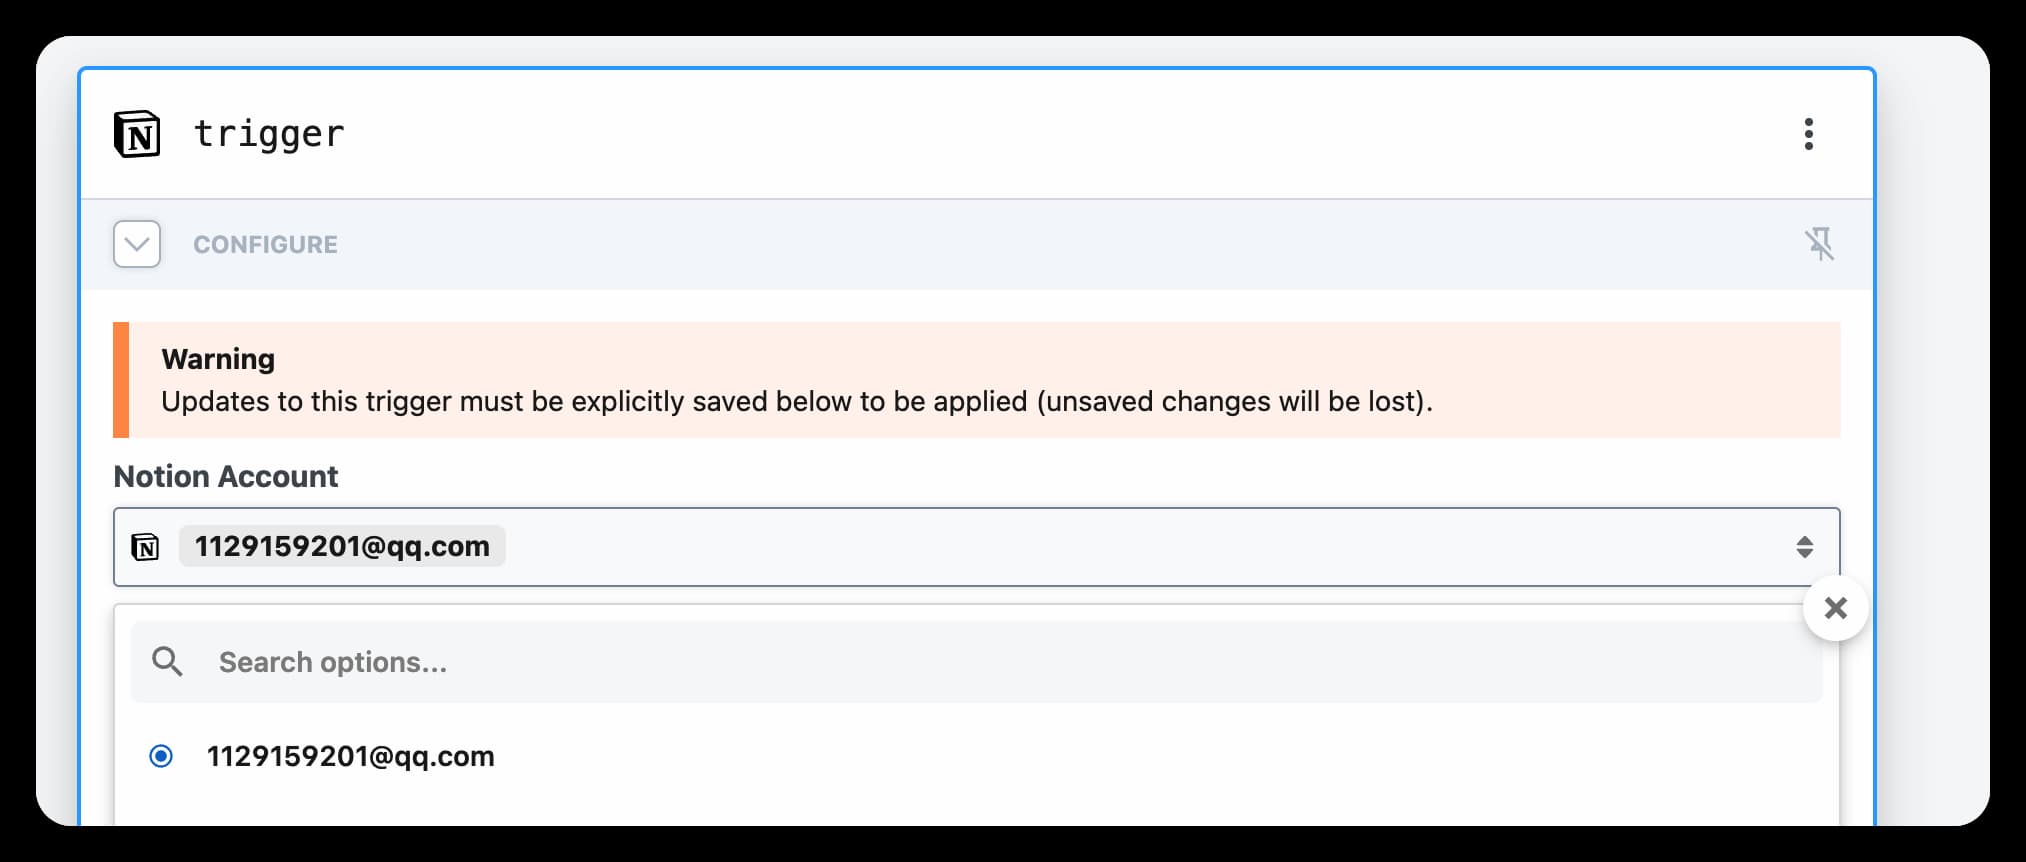 trigger
CONFIGURE
Warning
Updates to this trigger must be explicitly saved below to be applied (unsaved changes will be lost).
Notion Account
1129159201@qq.com
Search options...
1129159201@qq.com